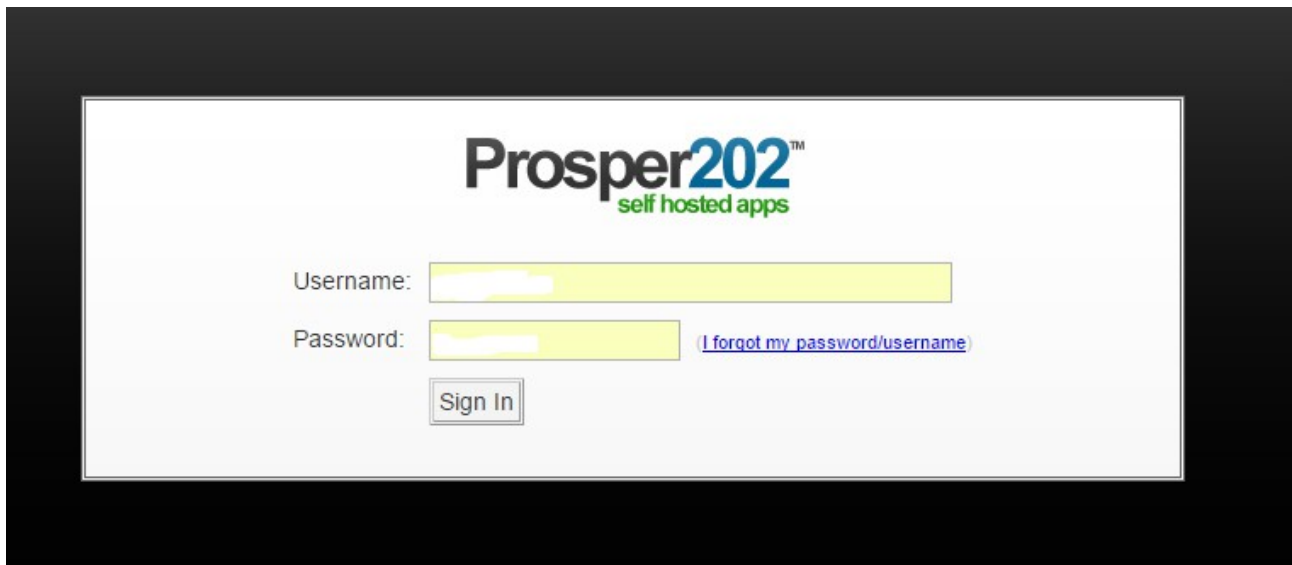 Prosper202™
self hosted apps
Username:
Password: (I forgot my password/username)
Sign In